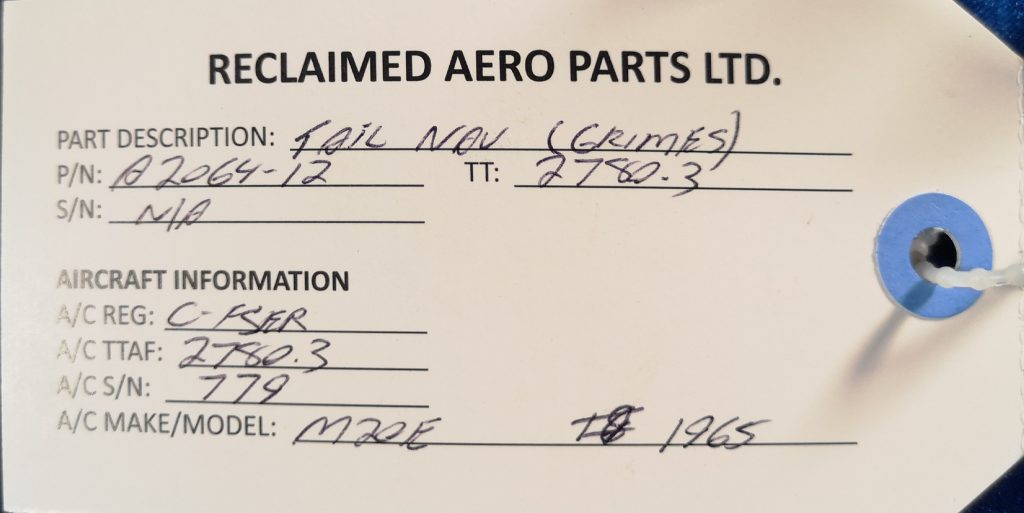 RECLAIMED AERO PARTS LTD.
PART DESCRIPTION: TAIL NAV (GRIMES)
P/N: A2064-12 TT: 2780.3
S/N: N/A
AIRCRAFT INFORMATION
A/C REG: C-FSER
A/C TTAF: 2780.3
A/C S/N: 779
A/C MAKE/MODEL: M20E 1965